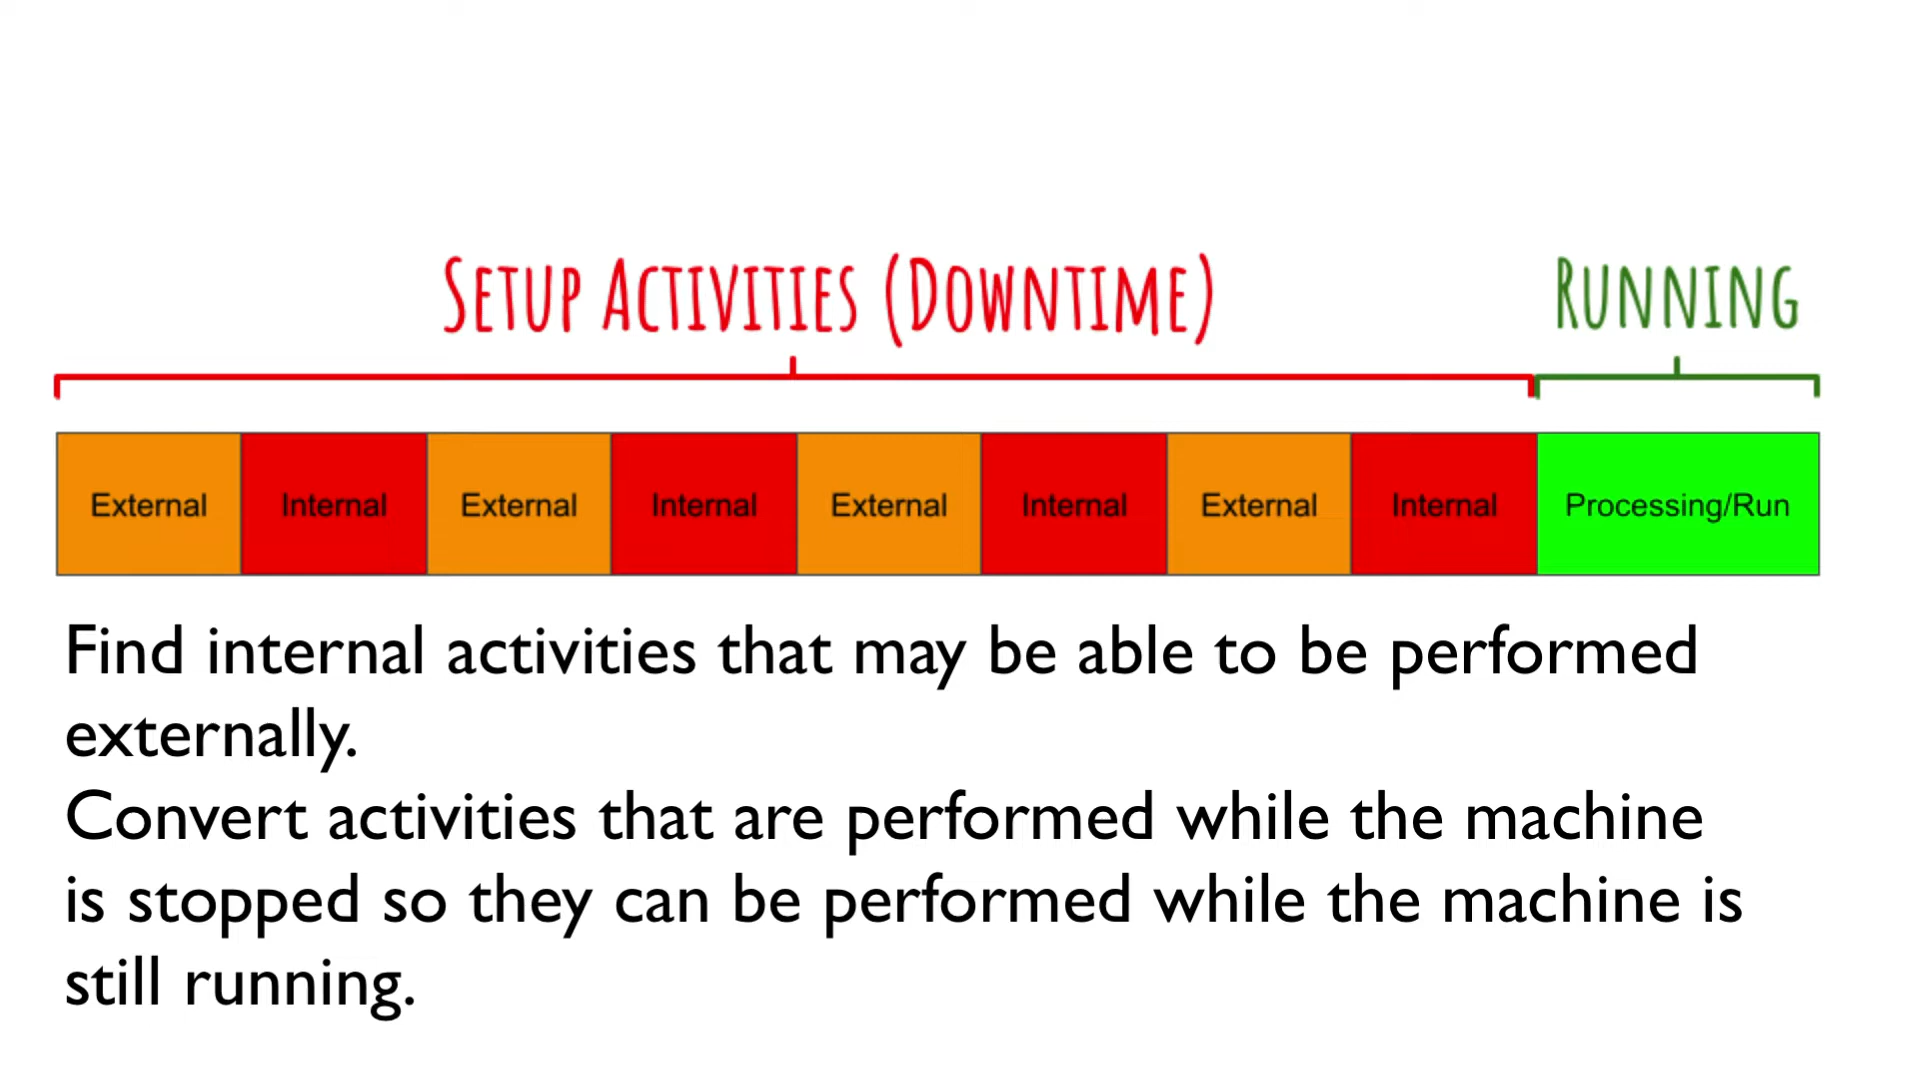 Setup Activities (Downtime) Running
External Internal External Internal External Internal External Internal Processing/Run
Find internal activities that may be able to be performed
externally.
Convert activities that are performed while the machine
is stopped so they can be performed while the machine is
still running.